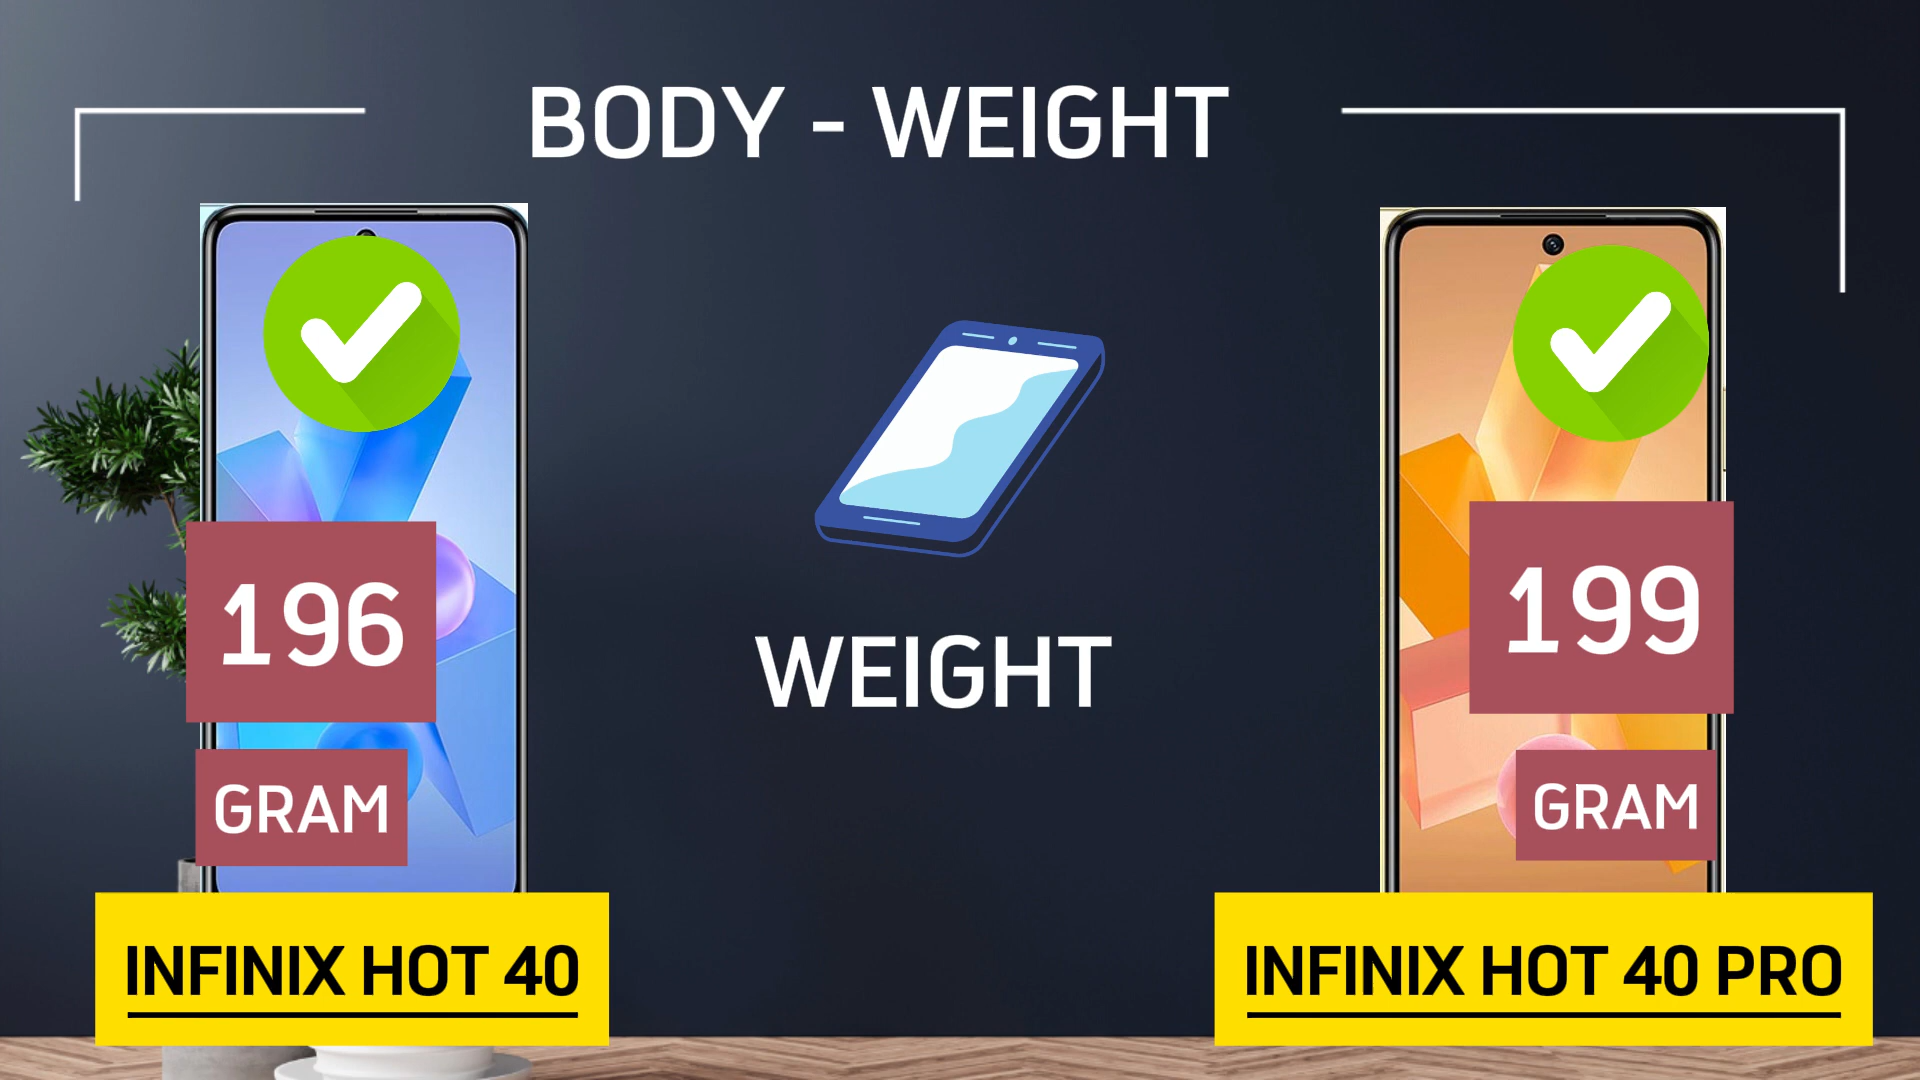 BODY - WEIGHT
196
GRAM
INFINIX HOT 40
WEIGHT
199
GRAM
INFINIX HOT 40 PRO